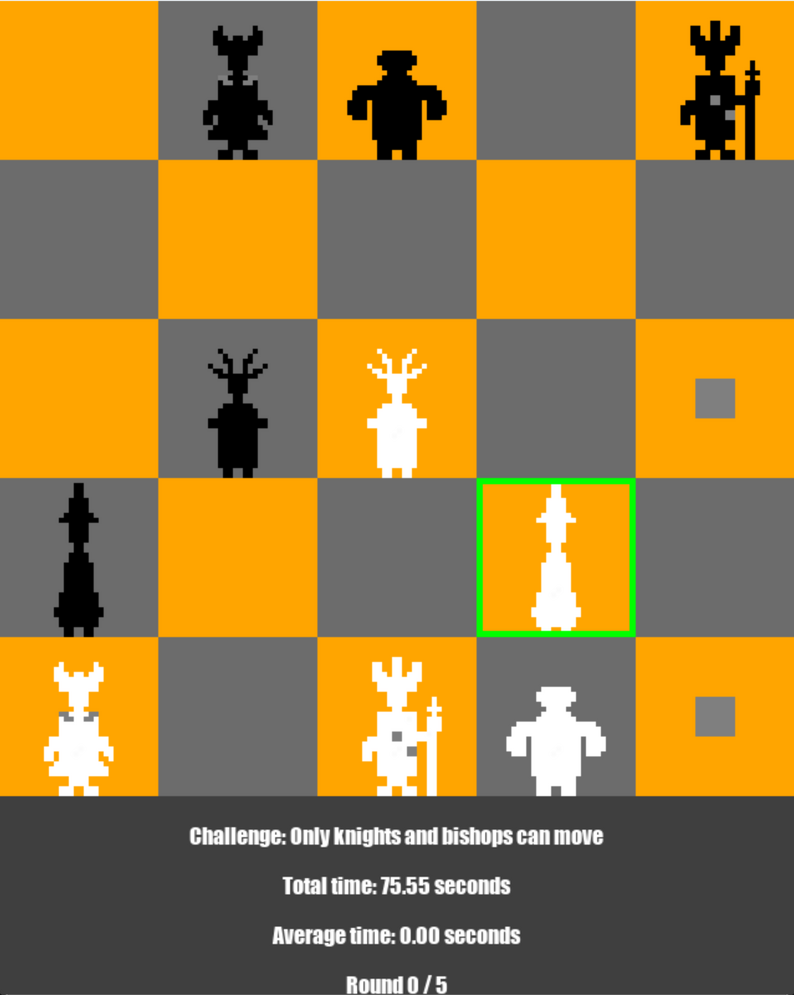 Challenge: Only knights and bishops can move
Total time: 75.55 seconds
Average time: 0.00 seconds
Round 0 / 5